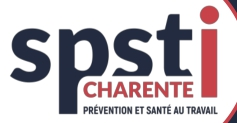 spsti
CHARENTE
PRÉVENTION ET SANTÉ AU TRAVAIL